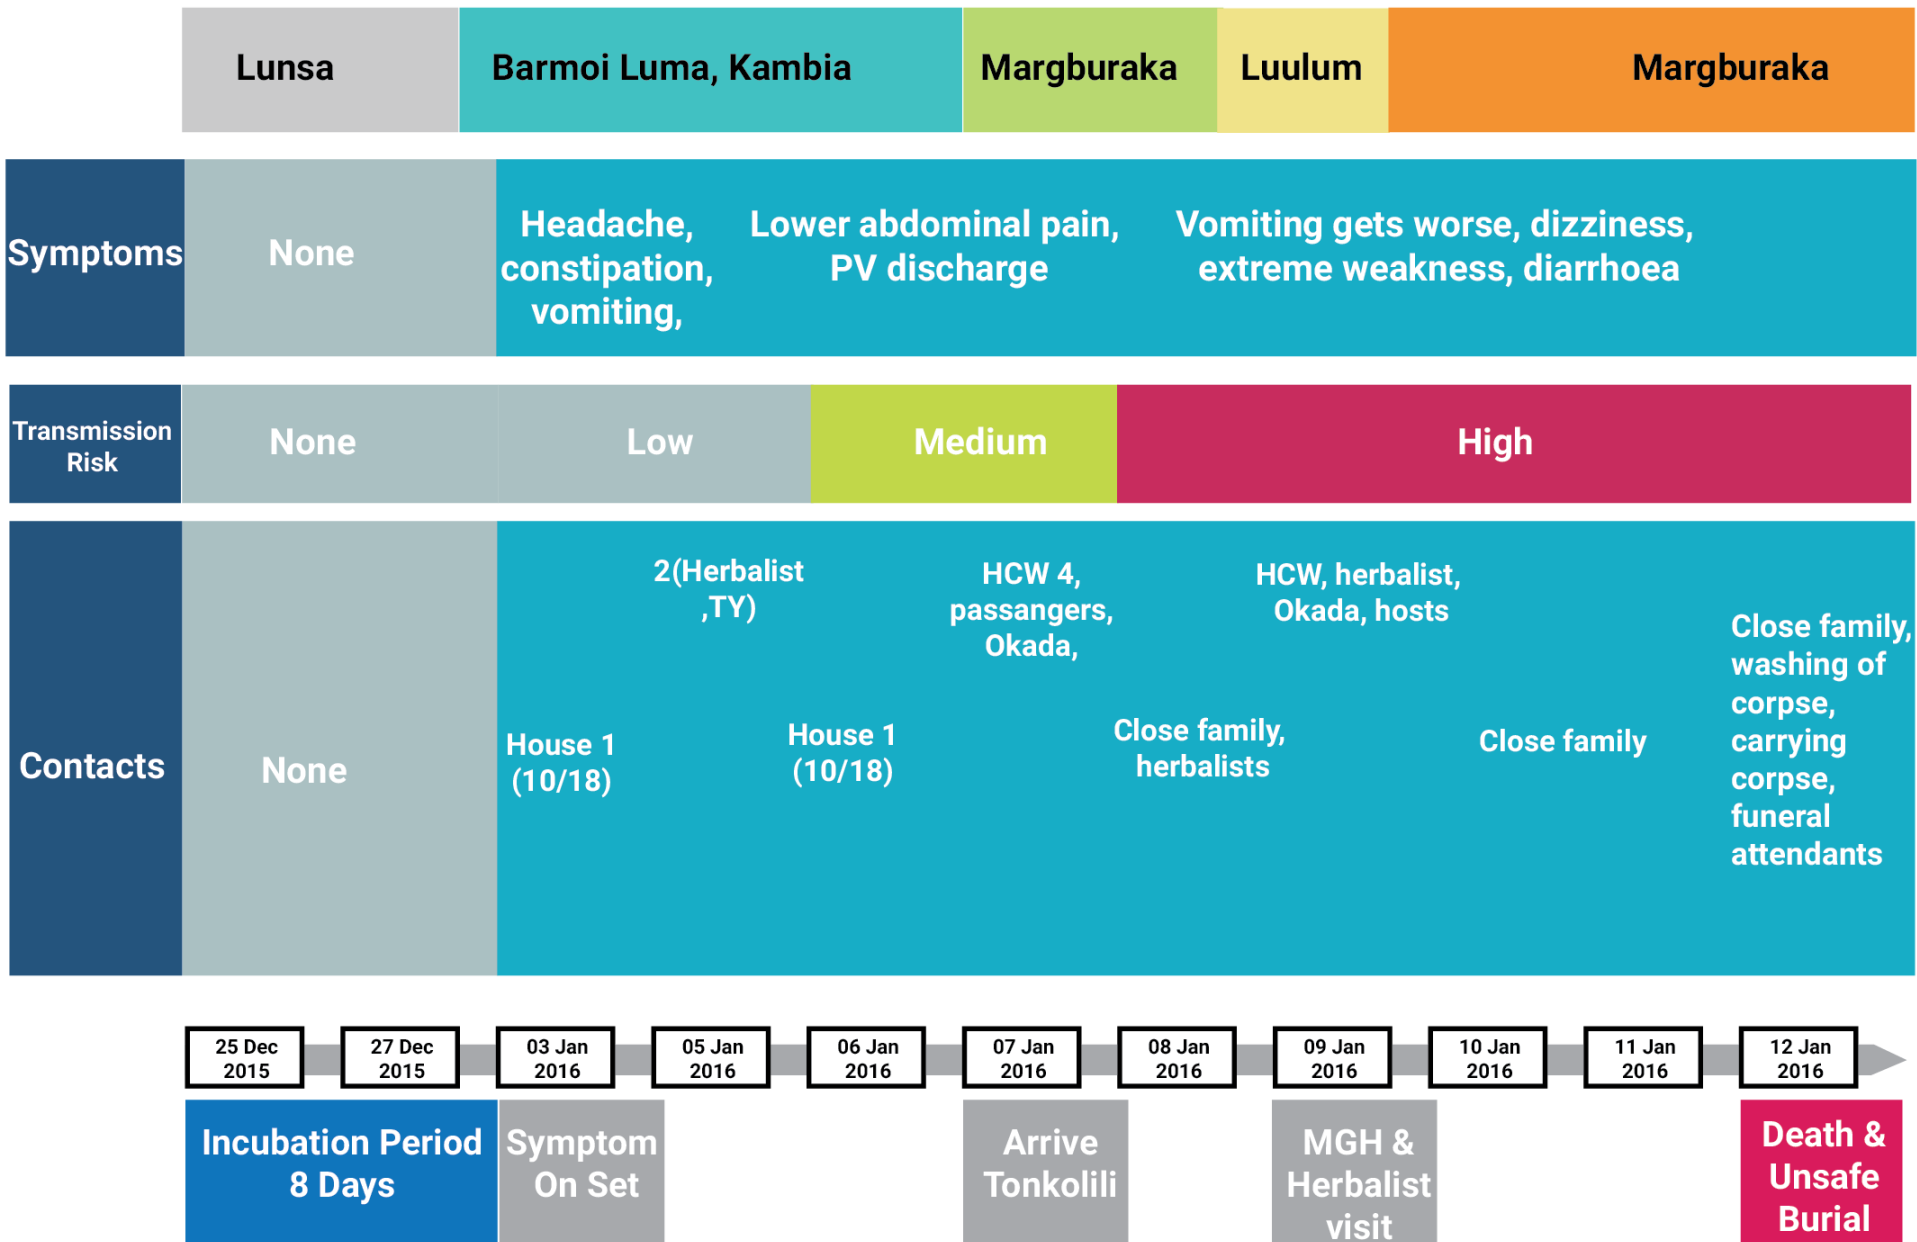 Lunsa
Barmoi Luma, Kambia
Margburaka
Luulum
Margburaka
Symptoms
None
Headache,
constipation,
vomiting,
Lower abdominal pain,
PV discharge
Vomiting gets worse, dizziness,
extreme weakness, diarrhoea
Transmission
Risk
None
Low
Medium
High
Contacts
None
House 1
(10/18)
2(Herbalist
,TY)
House 1
(10/18)
HCW 4,
passangers,
Okada,
Close family,
herbalists
HCW, herbalist,
Okada, hosts
Close family
Close family,
washing of
corpse,
carrying
corpse,
funeral
attendants
25 Dec
2015
27 Dec
2015
03 Jan
2016
05 Jan
2016
06 Jan
2016
07 Jan
2016
08 Jan
2016
09 Jan
2016
10 Jan
2016
11 Jan
2016
12 Jan
2016
Incubation Period
8 Days
Symptom
On Set
Arrive
Tonkolili
MGH &
Herbalist
visit
Death &
Unsafe
Burial